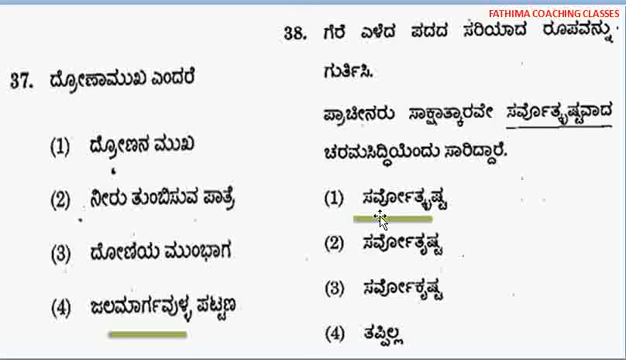 FATHIMA COACHING CLASSES
37. ದ್ರೋಣಾಮುಖ ಎಂದರೆ
(1) ದ್ರೋಣನ ಮುಖ
(2) ನೀರು ತುಂಬಿಸುವ ಪಾತ್ರೆ
(3) ದೋಣಿಯ ಮುಂಭಾಗ
(4) ಜಲಮಾರ್ಗವುಳ್ಳ ಪಟ್ಟಣ
38. ಗೆರೆ ಎಳೆದ ಪದದ ಸರಿಯಾದ ರೂಪವನ್ನು
ಗುರ್ತಿಸಿ.
ಪ್ರಾಚೀನರು ಸಾಕ್ಷಾತ್ಕಾರವೇ ಸರ್ವೊತ್ಕೃಷ್ಟವಾದ
ಚರಮಸಿದ್ಧಿಯೆಂದು ಸಾರಿದ್ದಾರೆ.
(1) ಸರ್ವೋತ್ಕೃಷ್ಟ
(2) ಸರ್ವೋತೃಷ್ಟ
(3) ಸರ್ವೋಕೃಷ್ಟ
(4) ತಪ್ಪಿಲ್ಲ